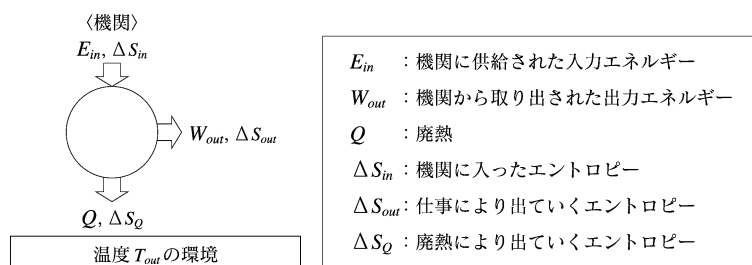 〈機関〉
E_in, ΔS_in
W_out, ΔS_out
Q, ΔS_Q
温度 T_out の環境
E_in :機関に供給された入力エネルギー
W_out :機関から取り出された出力エネルギー
Q :廃熱
ΔS_in :機関に入ったエントロピー
ΔS_out :仕事により出ていくエントロピー
ΔS_Q :廃熱により出ていくエントロピー